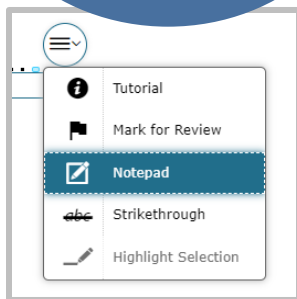 Tutorial
Mark for Review
Notepad
abc Strikethrough
Highlight Selection